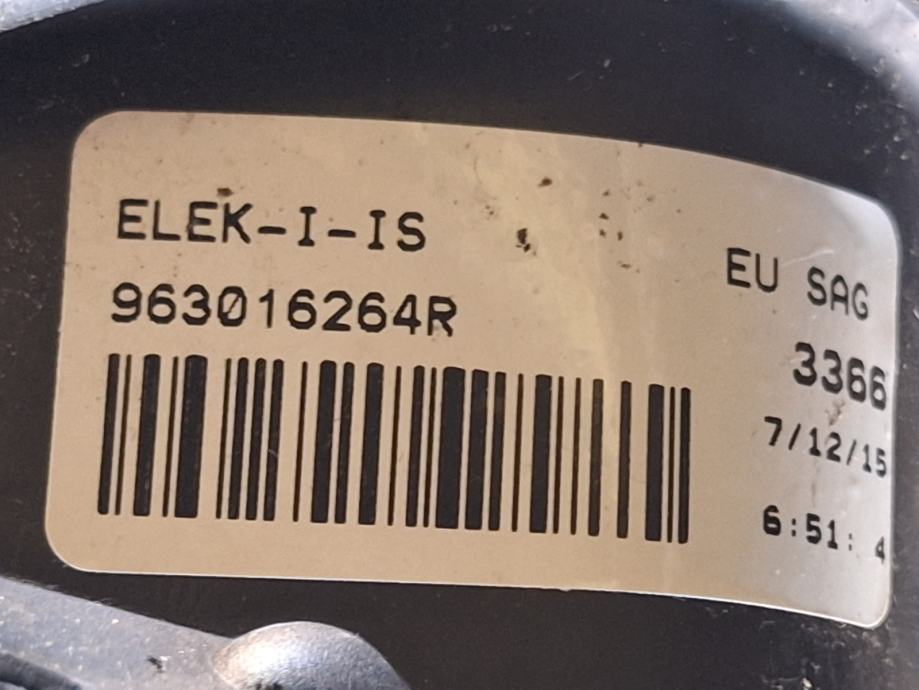 ELEK-I-IS
963016264R
EU SAG
3366
7/12/15
6:51: 4